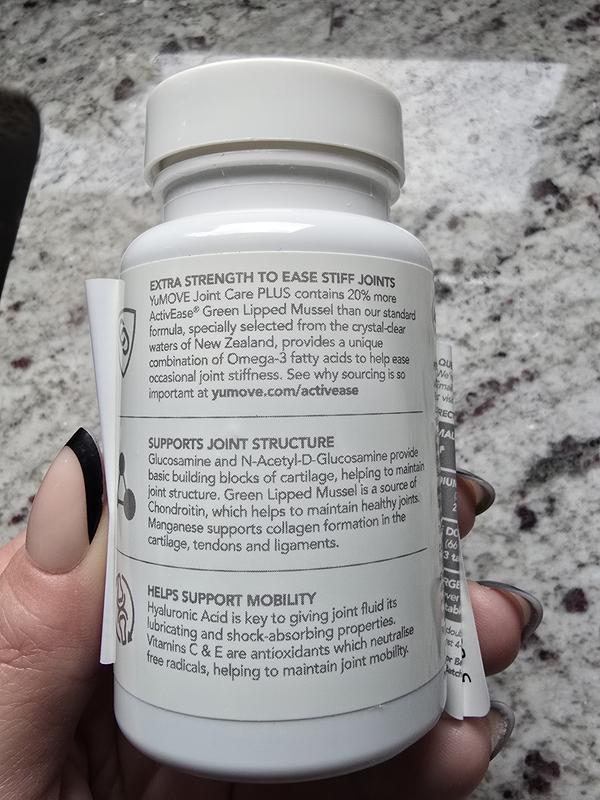 EXTRA STRENGTH TO EASE STIFF JOINTS
YuMOVE Joint Care PLUS contains 20% more
ActivEase® Green Lipped Mussel than our standard
formula, specially selected from the crystal-clear
waters of New Zealand, provides a unique
combination of Omega-3 fatty acids to help ease
occasional joint stiffness. See why sourcing is so
important at yumove.com/activease
SUPPORTS JOINT STRUCTURE
Glucosamine and N-Acetyl-D-Glucosamine provide
basic building blocks of cartilage, helping to maintain
joint structure. Green Lipped Mussel is a source of
Chondroitin, which helps to maintain healthy joints.
Manganese supports collagen formation in the
cartilage, tendons and ligaments.
HELPS SUPPORT MOBILITY
Hyaluronic Acid is key to giving joint fluid its
lubricating and shock-absorbing properties.
Vitamins C & E are antioxidants which neutralise
free radicals, helping to maintain joint mobility.